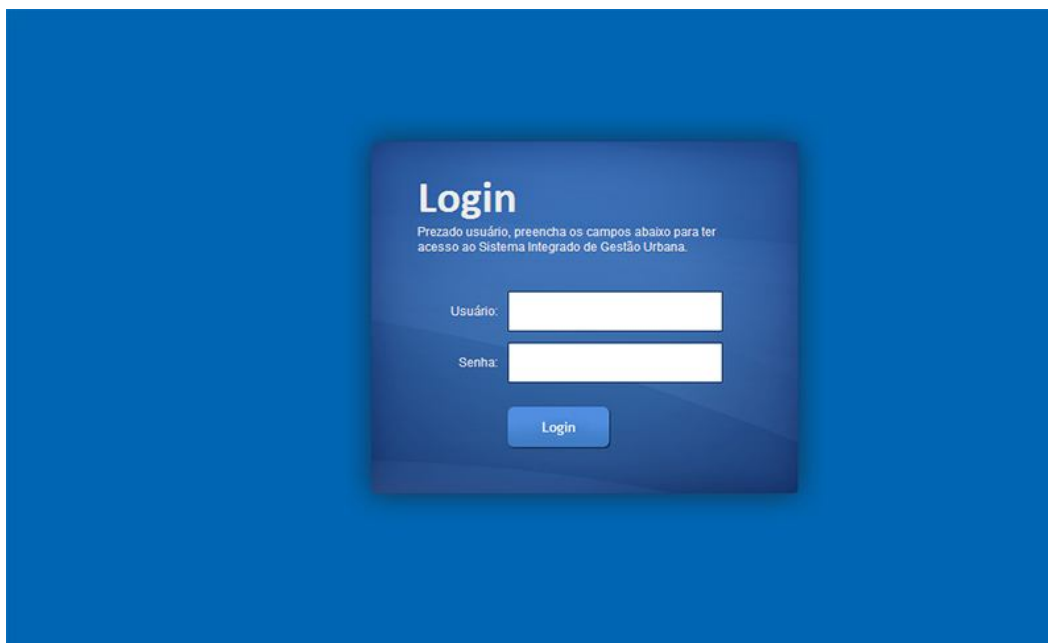 Login
Prezado usuário, preencha os campos abaixo para ter
acesso ao Sistema Integrado de Gestão Urbana.
Usuário:
Senha:
Login